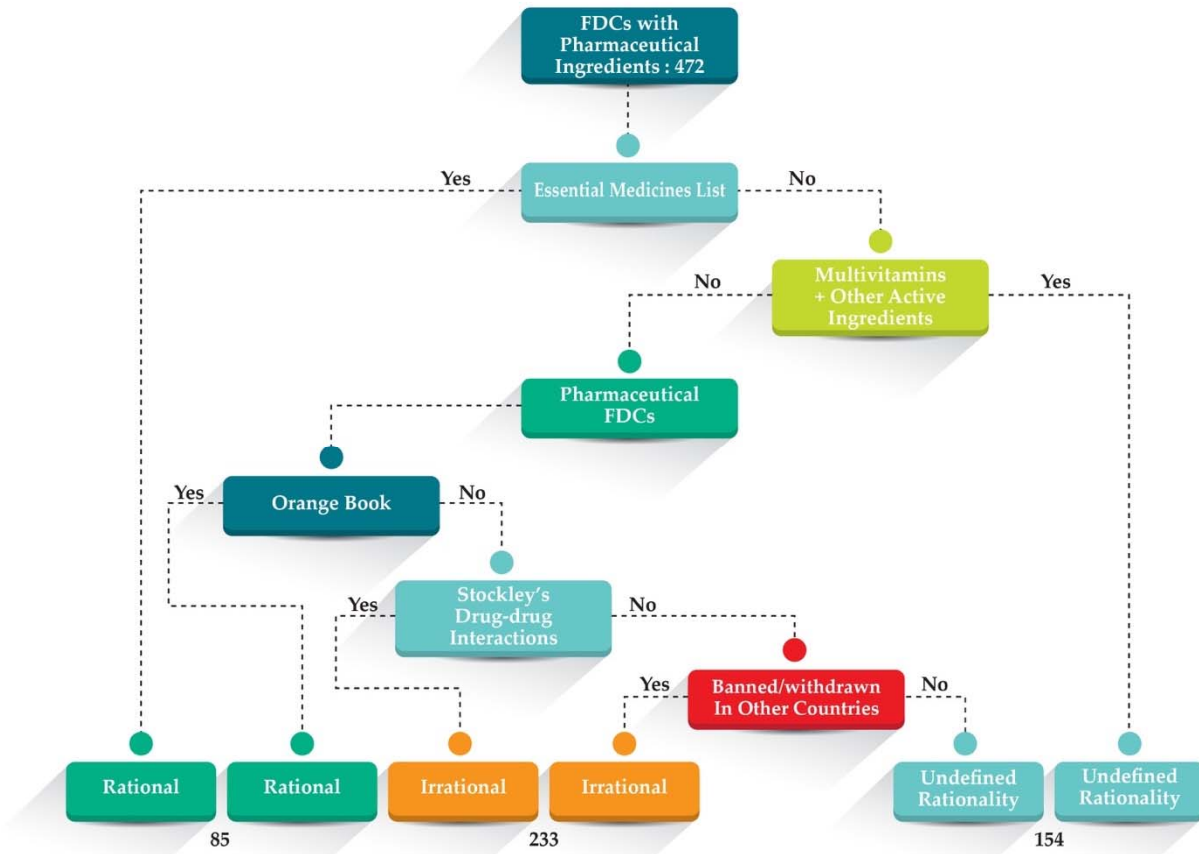 FDCs with
Pharmaceutical
Ingredients : 472
Yes
Essential Medicines List
No
No
Multivitamins
+ Other Active
Ingredients
Yes
Pharmaceutical
FDCs
Yes
Orange Book
No
Yes
Stockley’s
Drug-drug
Interactions
No
Yes
Banned/withdrawn
In Other Countries
No
Rational
Rational
Irrational
Irrational
Undefined
Rationality
Undefined
Rationality
85
233
154